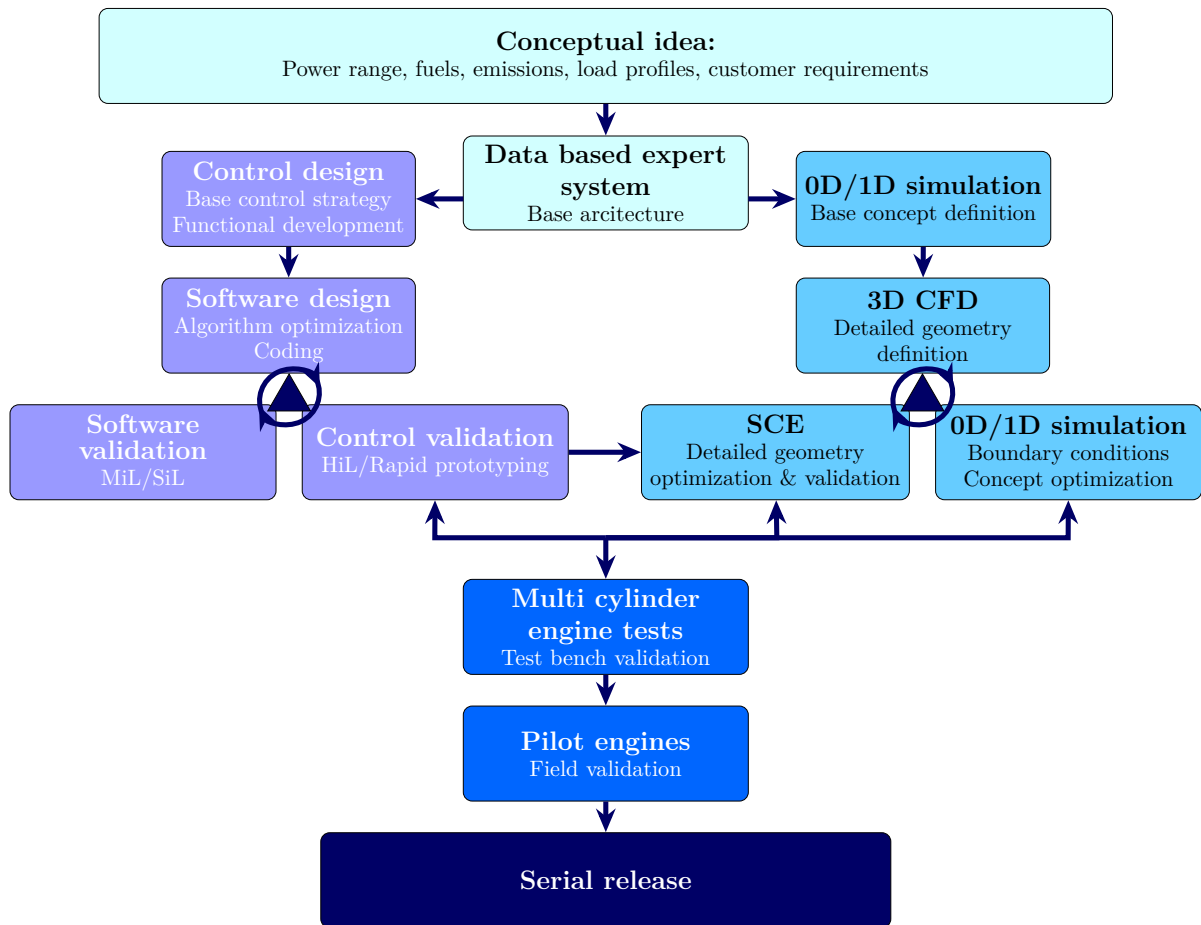 Conceptual idea:
Power range, fuels, emissions, load profiles, customer requirements
Data based expert
system
Base arcitecture
Control design
Base control strategy
Functional development
0D/1D simulation
Base concept definition
Software design
Algorithm optimization
Coding
3D CFD
Detailed geometry
definition
Software
validation
MiL/SiL
Control validation
HiL/Rapid prototyping
SCE
Detailed geometry
optimization & validation
0D/1D simulation
Boundary conditions
Concept optimization
Multi cylinder
engine tests
Test bench validation
Pilot engines
Field validation
Serial release